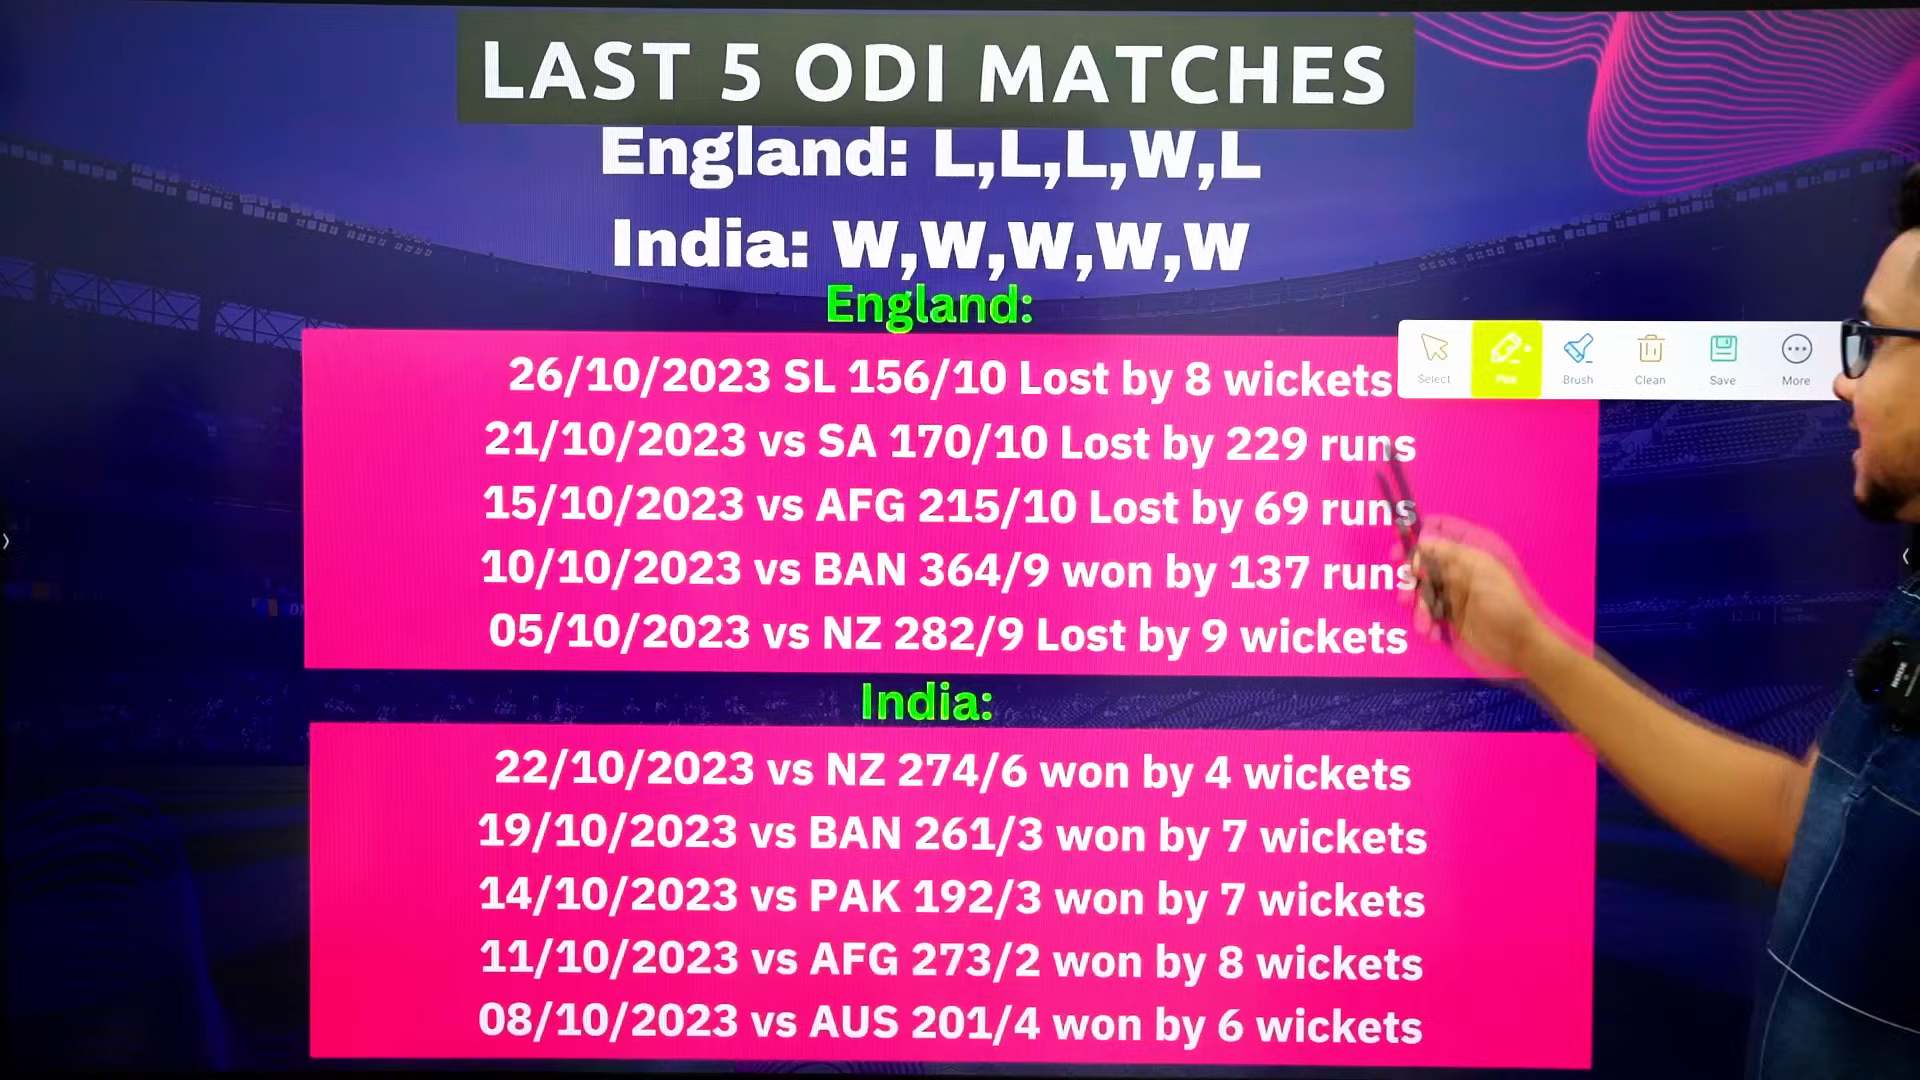 LAST 5 ODI MATCHES
England: L,L,L,W,L
India: W,W,W,W,W
England:
26/10/2023 SL 156/10 Lost by 8 wickets
21/10/2023 vs SA 170/10 Lost by 229 runs
15/10/2023 vs AFG 215/10 Lost by 69 runs
10/10/2023 vs BAN 364/9 won by 137 runs
05/10/2023 vs NZ 282/9 Lost by 9 wickets
Select Pen Brush Clean Save More
India:
22/10/2023 vs NZ 274/6 won by 4 wickets
19/10/2023 vs BAN 261/3 won by 7 wickets
14/10/2023 vs PAK 192/3 won by 7 wickets
11/10/2023 vs AFG 273/2 won by 8 wickets
08/10/2023 vs AUS 201/4 won by 6 wickets